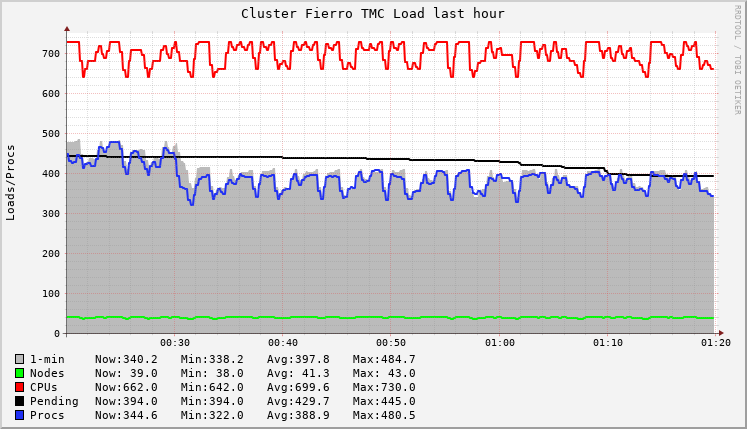 Cluster Fierro TMC Load last hour
RRDTOOL / TOBI OETIKER
Loads/Procs
700
600
500
400
300
200
100
0
00:30 00:40 00:50 01:00 01:10 01:20
1-min Now:340.2 Min:338.2 Avg:397.8 Max:484.7
Nodes Now: 39.0 Min: 38.0 Avg: 41.3 Max: 43.0
CPUs Now:662.0 Min:642.0 Avg:699.6 Max:730.0
Pending Now:394.0 Min:394.0 Avg:429.7 Max:445.0
Procs Now:344.6 Min:322.0 Avg:388.9 Max:480.5